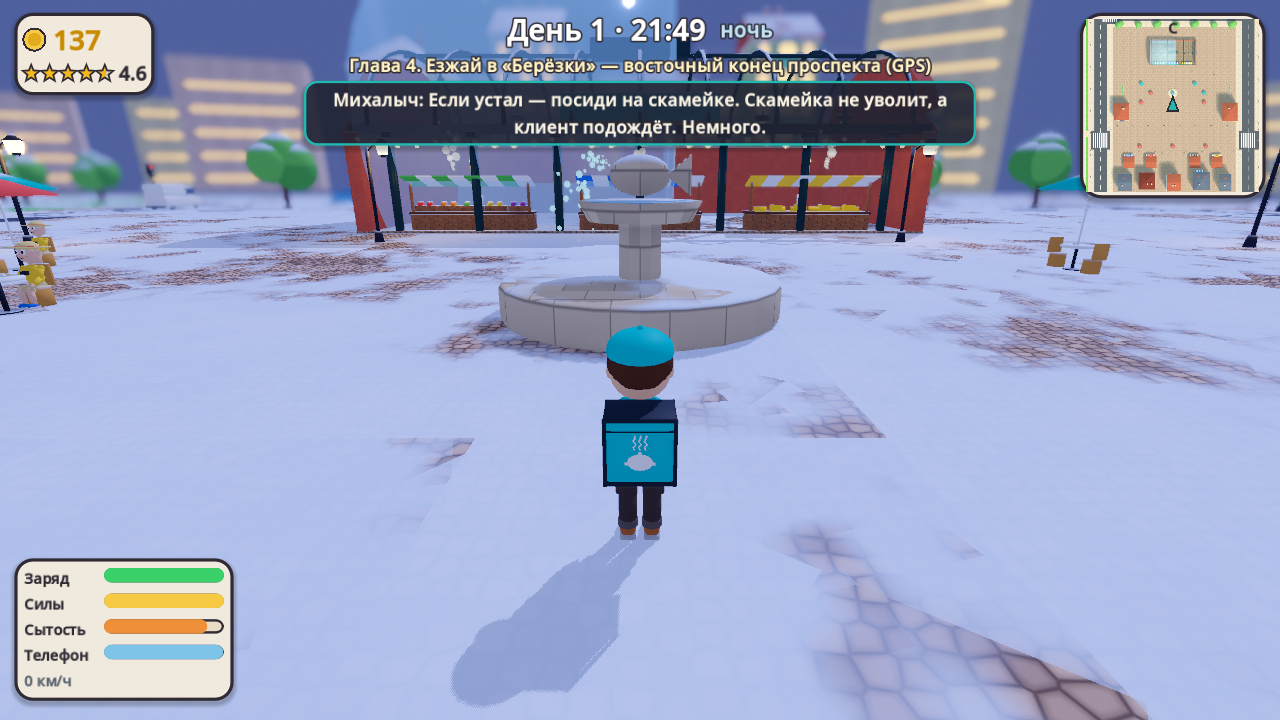 137
4.6
День 1 · 21:49 ночь
Глава 4. Езжай в «Берёзки» — восточный конец проспекта (GPS)
Михалыч: Если устал — посиди на скамейке. Скамейка не уволит, а
клиент подождёт. Немного.
С
Заряд
Силы
Сытость
Телефон
0 км/ч